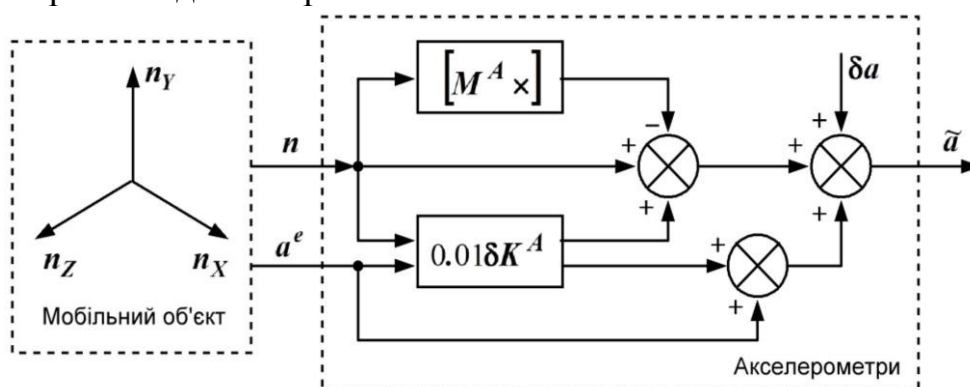 n_Y
n_Z
n_X
Мобільний об'єкт
n
a^e
[M^A ×]
0.01δK^A
−
+
+
+
+
+
+
+
δa
ã
Акселерометри